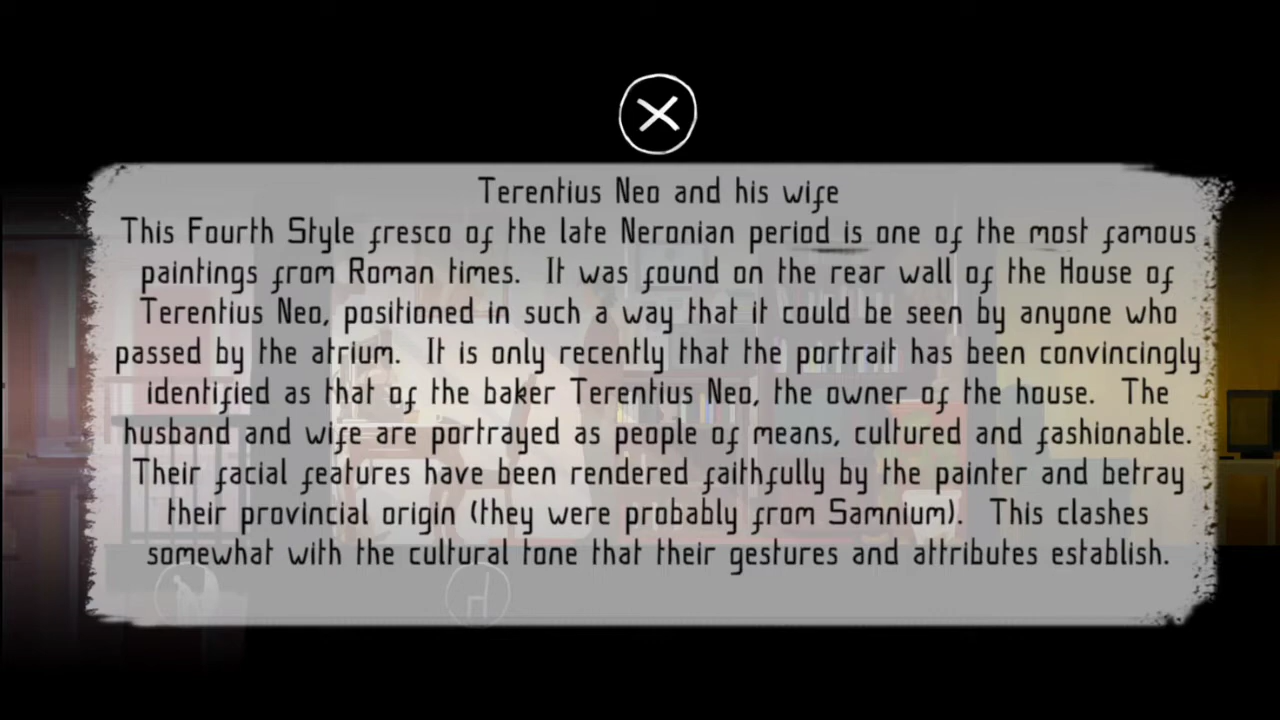 Terentius Neo and his wife
This Fourth Style fresco of the late Neronian period is one of the most famous
paintings from Roman times.  It was found on the rear wall of the House of
Terentius Neo, positioned in such a way that it could be seen by anyone who
passed by the atrium.  It is only recently that the portrait has been convincingly
identified as that of the baker Terentius Neo, the owner of the house.  The
husband and wife are portrayed as people of means, cultured and fashionable.
Their facial features have been rendered faithfully by the painter and betray
their provincial origin (they were probably from Samnium).  This clashes
somewhat with the cultural tone that their gestures and attributes establish.